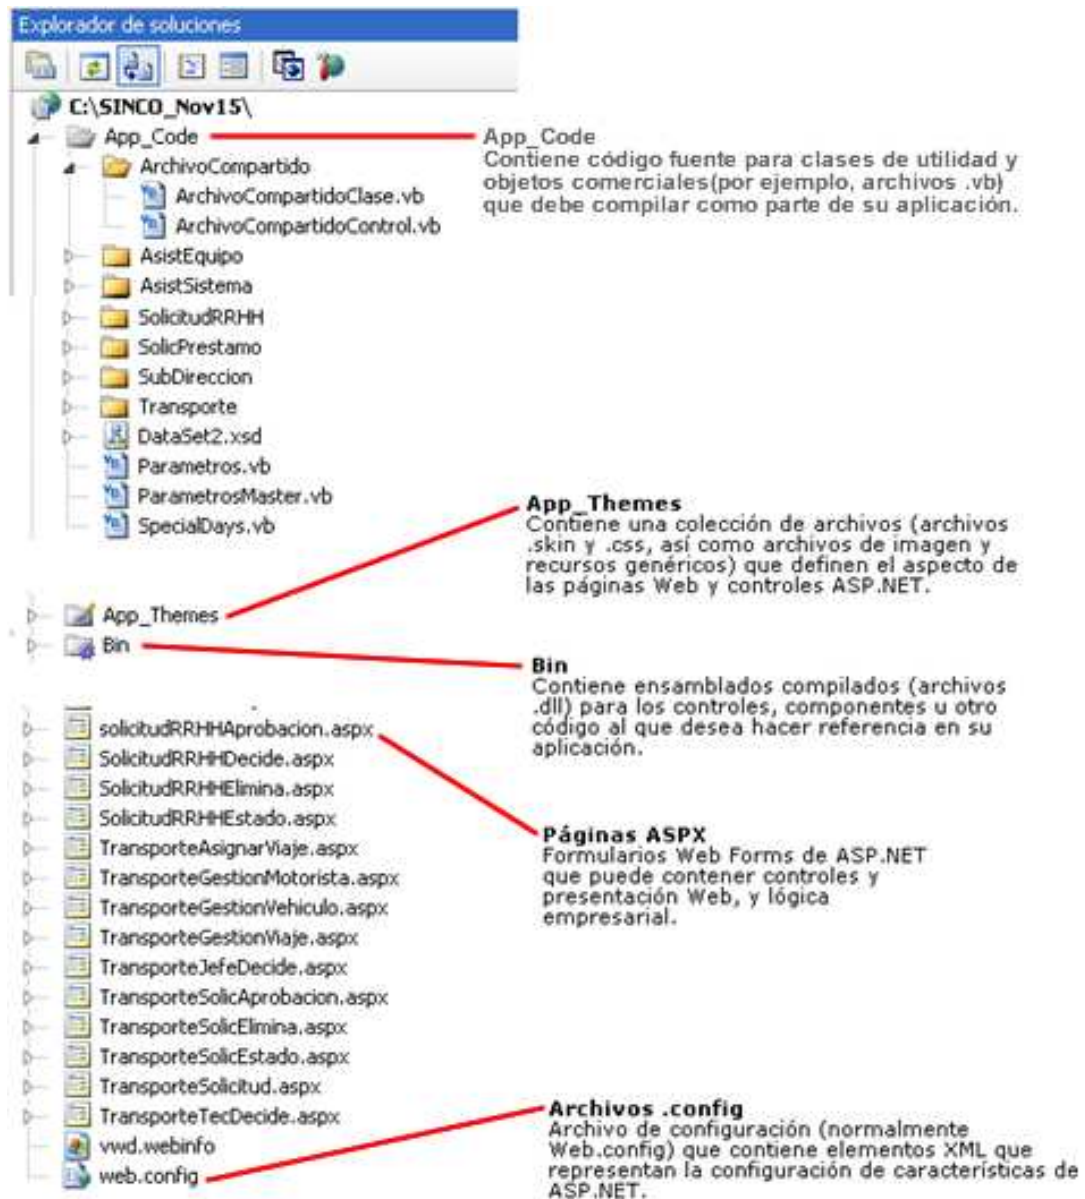 Explorador de soluciones
C:\SINCO_Nov15\
App_Code
App_Code
Contiene código fuente para clases de utilidad y
objetos comerciales(por ejemplo, archivos .vb)
que debe compilar como parte de su aplicación.
ArchivoCompartido
ArchivoCompartidoClase.vb
ArchivoCompartidoControl.vb
AsistEquipo
AsistSistema
SolicitudRRHH
SolicPrestamo
SubDireccion
Transporte
DataSet2.xsd
Parametros.vb
ParametrosMaster.vb
SpecialDays.vb
App_Themes
Contiene una colección de archivos (archivos
.skin y .css, así como archivos de imagen y
recursos genéricos) que definen el aspecto de
las páginas Web y controles ASP.NET.
App_Themes
Bin
Bin
Contiene ensamblados compilados (archivos
.dll) para los controles, componentes u otro
código al que desea hacer referencia en su
aplicación.
solicitudRRHHAprobacion.aspx
SolicitudRRHHDecide.aspx
SolicitudRRHHElimina.aspx
SolicitudRRHHEstado.aspx
TransporteAsignarViaje.aspx
TransporteGestionMotorista.aspx
TransporteGestionVehiculo.aspx
TransporteGestionViaje.aspx
TransporteJefeDecide.aspx
TransporteSolicAprobacion.aspx
TransporteSolicElimina.aspx
TransporteSolicEstado.aspx
TransporteSolicitud.aspx
TransporteTecDecide.aspx
vwd.webinfo
web.config
Páginas ASPX
Formularios Web Forms de ASP.NET
que puede contener controles y
presentación Web, y lógica
empresarial.
Archivos .config
Archivo de configuración (normalmente
Web.config) que contiene elementos XML que
representan la configuración de características de
ASP.NET.